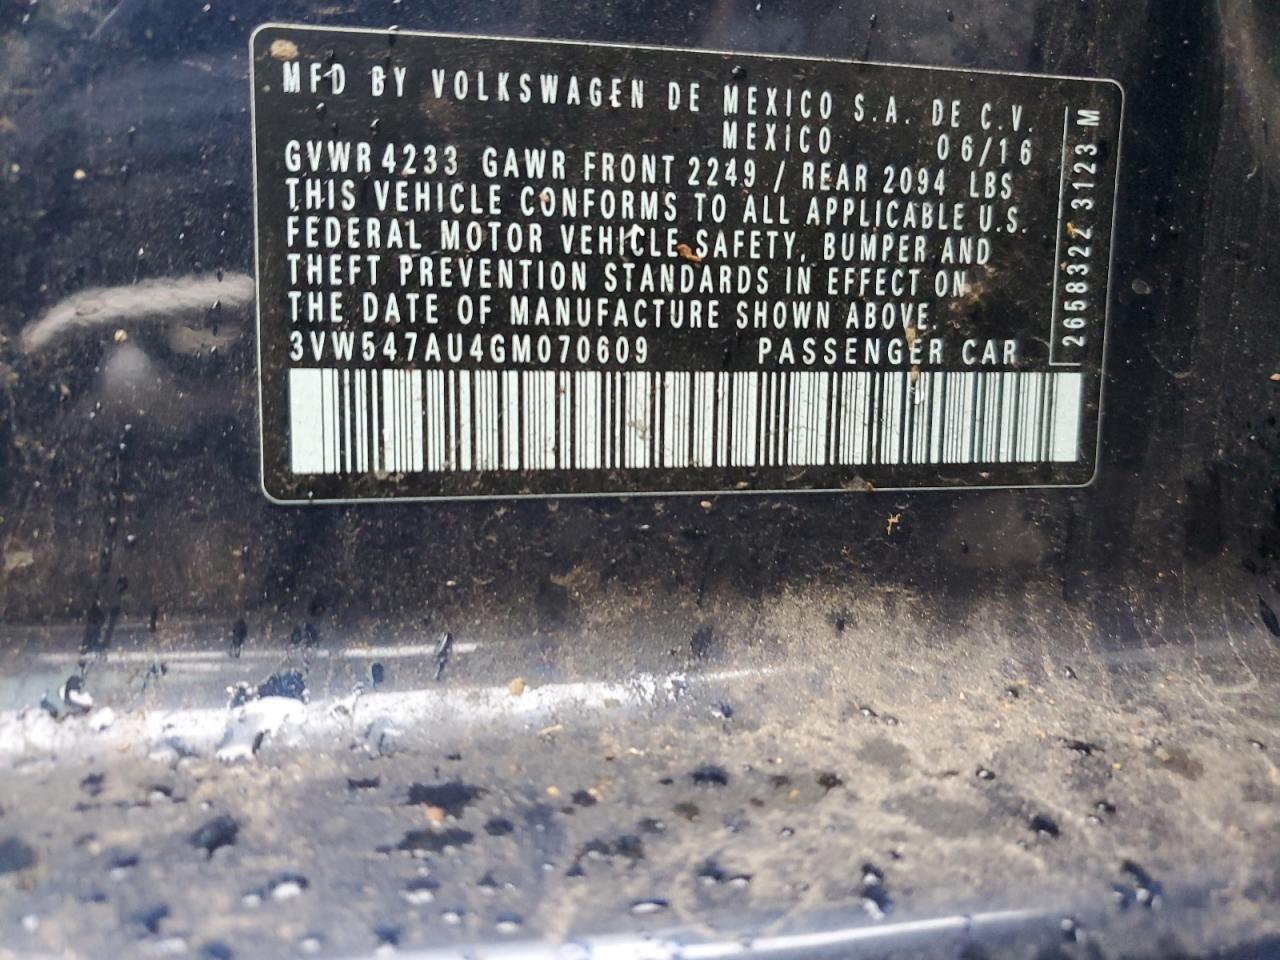 MFD BY VOLKSWAGEN DE MEXICO S.A. DE C.V.
MEXICO 06/16
GVWR 4233 GAWR FRONT 2249 / REAR 2094 LBS
THIS VEHICLE CONFORMS TO ALL APPLICABLE U.S.
FEDERAL MOTOR VEHICLE SAFETY, BUMPER AND
THEFT PREVENTION STANDARDS IN EFFECT ON
THE DATE OF MANUFACTURE SHOWN ABOVE.
3VW547AU4GM070609 PASSENGER CAR
2658322 3123 M